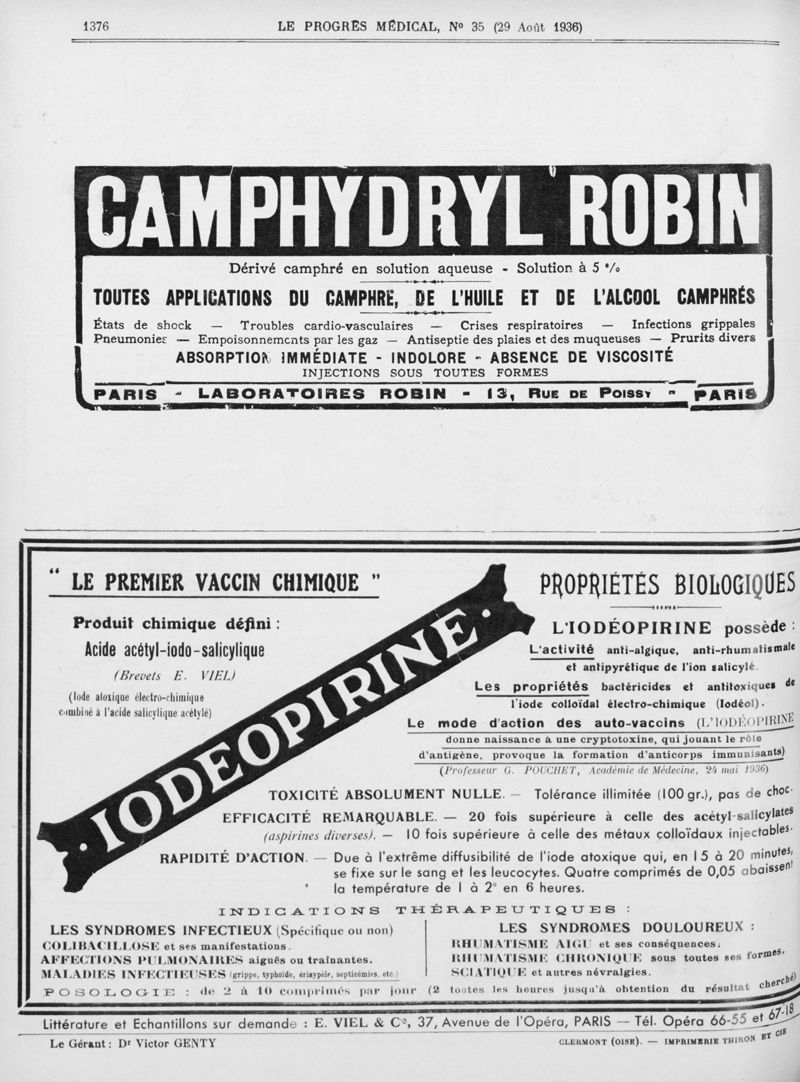 1376
LE PROGRÈS MÉDICAL, Nº 35 (29 Août 1936)
CAMPHYDRYL ROBIN
Dérivé camphré en solution aqueuse - Solution à 5 %
TOUTES APPLICATIONS DU CAMPHRE, DE L'HUILE ET DE L'ALCOOL CAMPHRÉS
États de shock — Troubles cardio-vasculaires — Crises respiratoires — Infections grippales
Pneumonies — Empoisonnements par les gaz — Antiseptie des plaies et des muqueuses — Prurits divers
ABSORPTION IMMÉDIATE - INDOLORE - ABSENCE DE VISCOSITÉ
INJECTIONS SOUS TOUTES FORMES
PARIS - LABORATOIRES ROBIN - 13, RUE DE POISSY - PARIS
" LE PREMIER VACCIN CHIMIQUE "
Produit chimique défini :
Acide acétyl-iodo-salicylique
(Brevets E. VIEL)
(Iode atoxique électro-chimique
combiné à l'acide salicylique acétylé)
IODEOPIRINE
PROPRIÉTÉS BIOLOGIQUES
L'IODÉOPIRINE possède :
L'activité anti-algique, anti-rhumatismale
et antipyrétique de l'ion salicylé.
Les propriétés bactéricides et antitoxiques de
l'iode colloïdal électro-chimique (Iodéol).
Le mode d'action des auto-vaccins (L'IODÉOPIRINE
donne naissance à une cryptotoxine, qui jouant le rôle
d'antigène, provoque la formation d'anticorps immunisants)
(Professeur G. POUCHET, Académie de Médecine, 24 mai 1936)
TOXICITÉ ABSOLUMENT NULLE. — Tolérance illimitée (100 gr.), pas de choc.
EFFICACITÉ REMARQUABLE. — 20 fois supérieure à celle des acétyl-salicylates
(aspirines diverses). — 10 fois supérieure à celle des métaux colloïdaux injectables.
RAPIDITÉ D'ACTION. — Due à l'extrême diffusibilité de l'iode atoxique qui, en 15 à 20 minutes,
se fixe sur le sang et les leucocytes. Quatre comprimés de 0,05 abaissent
la température de 1 à 2° en 6 heures.
INDICATIONS THÉRAPEUTIQUES :
LES SYNDROMES INFECTIEUX (Spécifique ou non)
COLIBACILLOSE et ses manifestations.
AFFECTIONS PULMONAIRES aiguës ou traînantes.
MALADIES INFECTIEUSES (grippe, typhoïde, érisypèle, septicémies, etc.)
LES SYNDROMES DOULOUREUX :
RHUMATISME AIGU et ses conséquences.
RHUMATISME CHRONIQUE sous toutes ses formes.
SCIATIQUE et autres névralgies.
POSOLOGIE : de 2 à 10 comprimés par jour (2 toutes les heures jusqu'à obtention du résultat cherché)
Littérature et Echantillons sur demande : E. VIEL & Cº, 37, Avenue de l'Opéra, PARIS — Tél. Opéra 66-55 et 67-18
Le Gérant : Dr Victor GENTY
CLERMONT (OISE). — IMPRIMERIE THIRON ET CIE